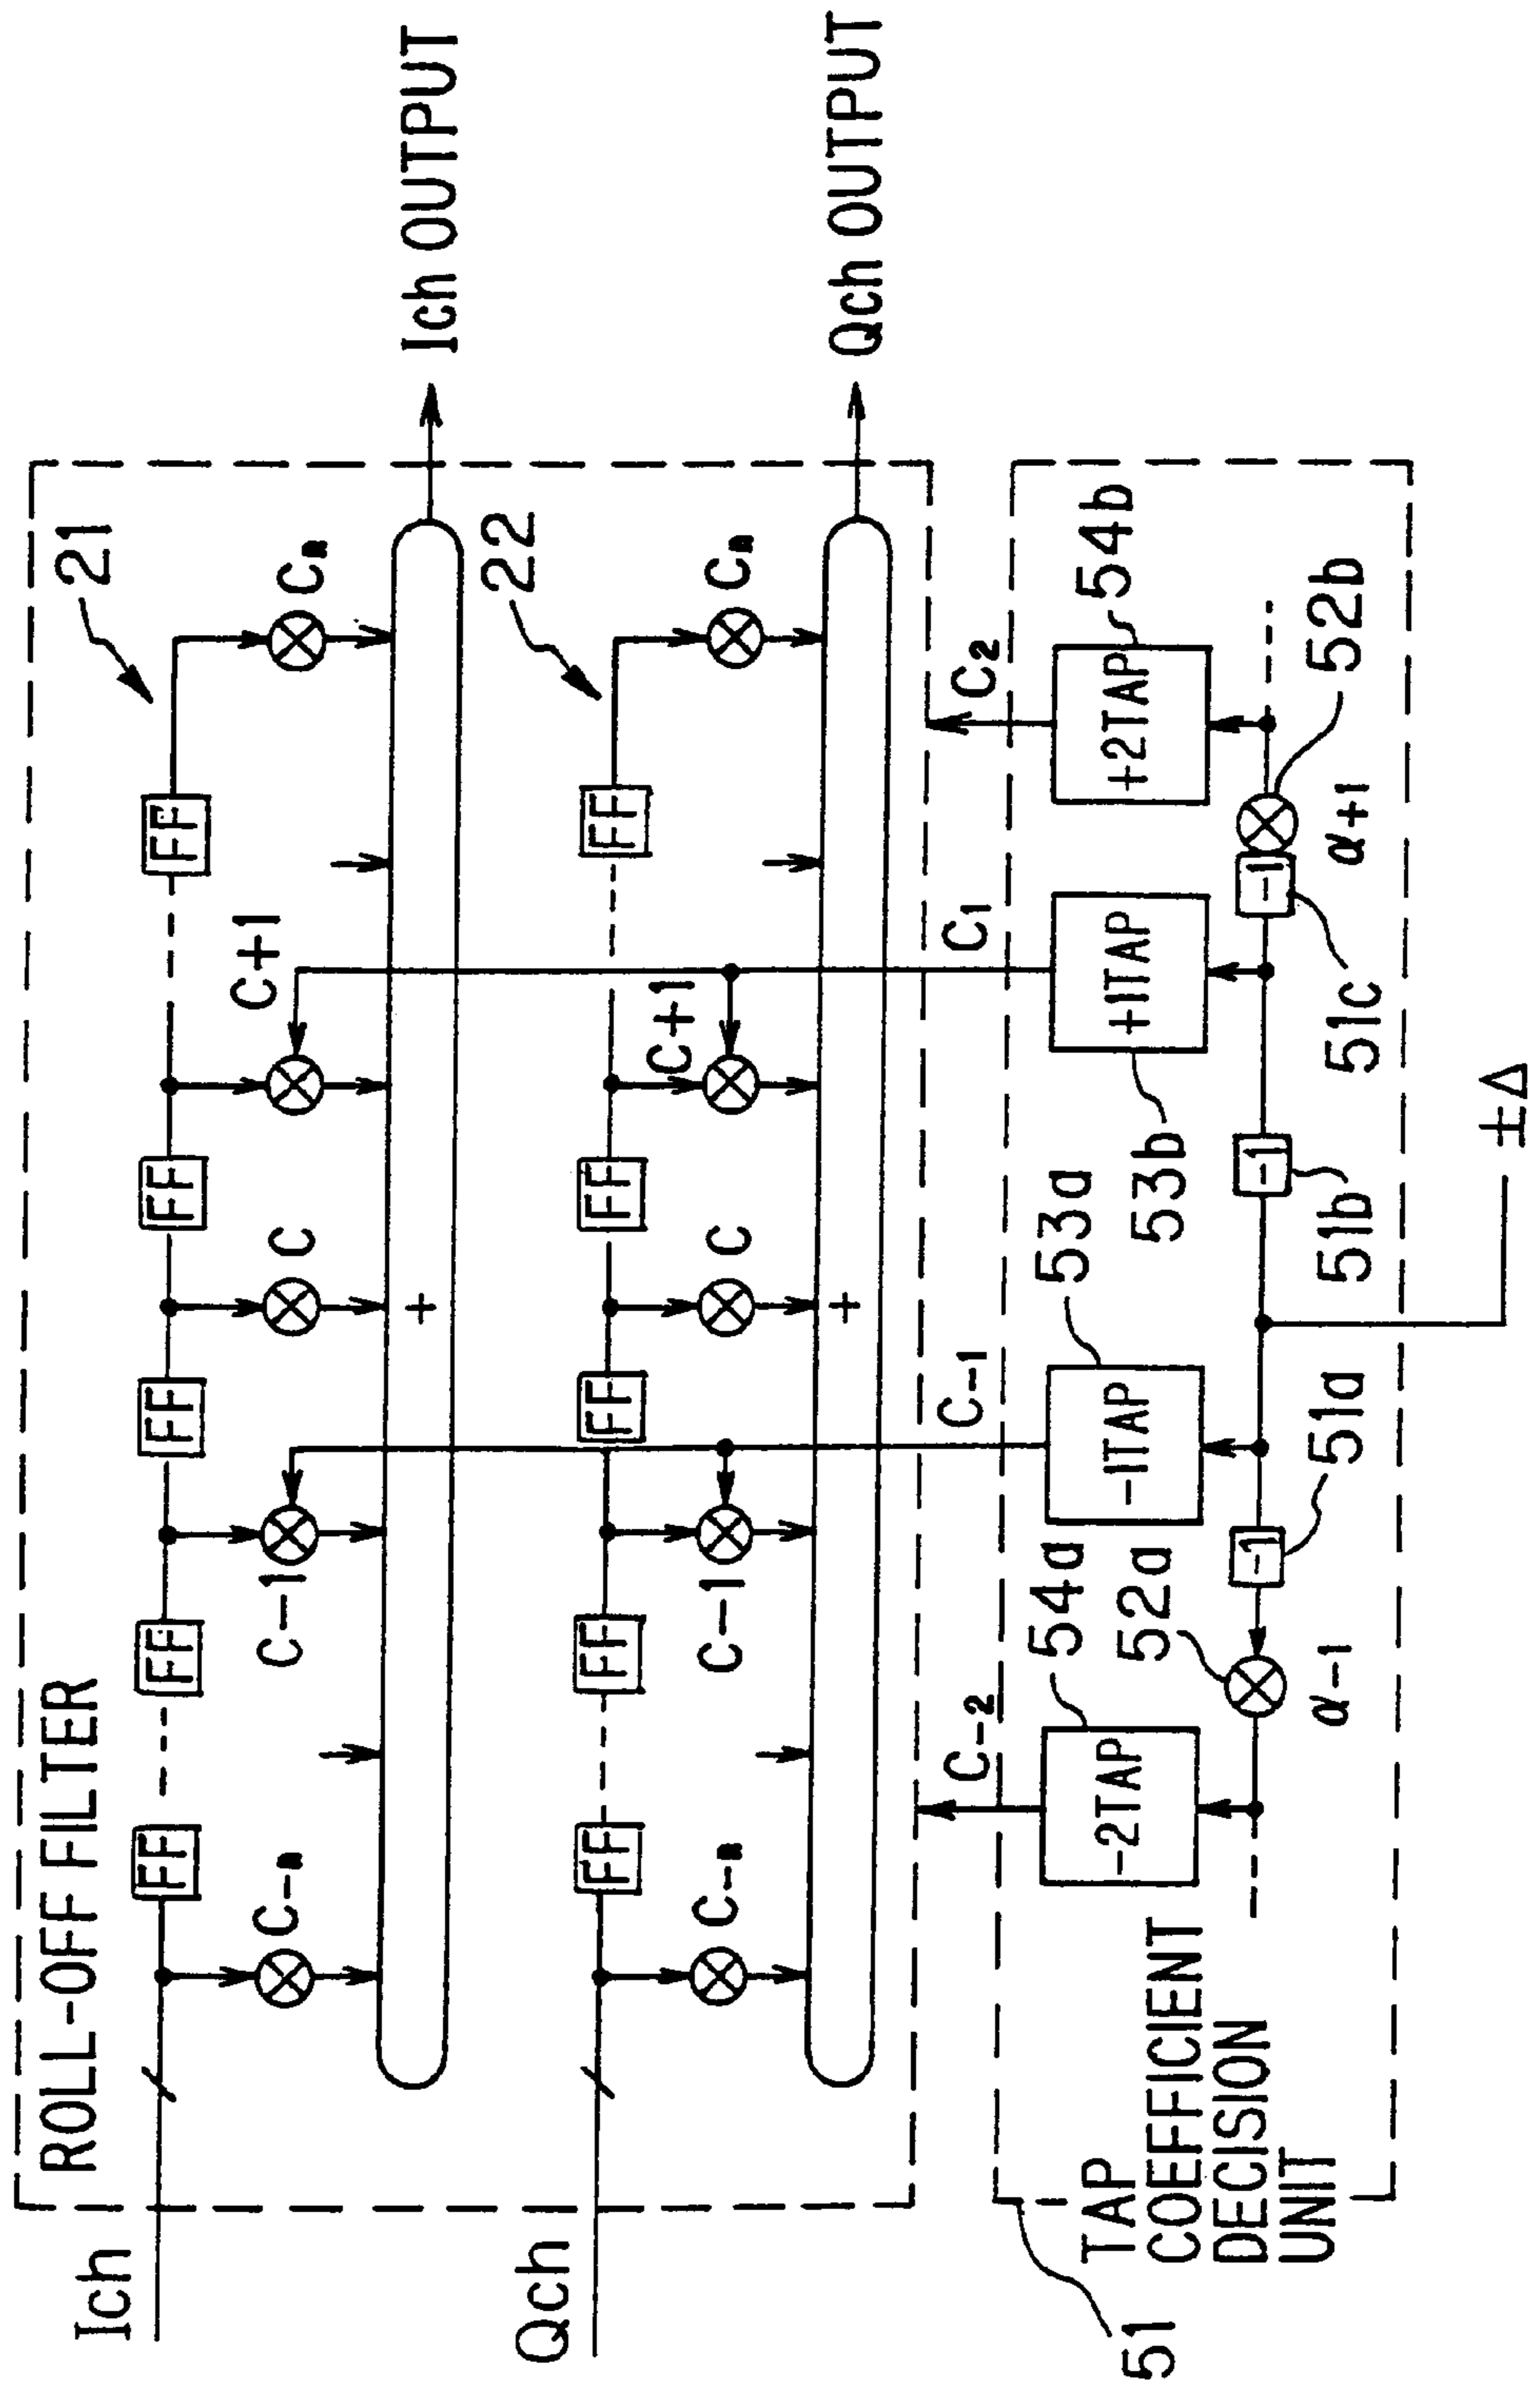 ROLL-OFF FILTER
21
Ich
FF
FF
FF
FF
FF
C-n
C-1
C
C+1
Cn
+
Ich OUTPUT
22
Qch
FF
FF
FF
FF
FF
C-n
C-1
C
C+1
Cn
+
Qch OUTPUT
C-2
C-1
C1
C2
54a
53a
53b
54b
-2TAP
-1TAP
+1TAP
+2TAP
52a
-1
-1
-1
52b
α-1
51a
51b
51c
α+1
51
TAP
COEFFICIENT
DECISION
UNIT
±Δ